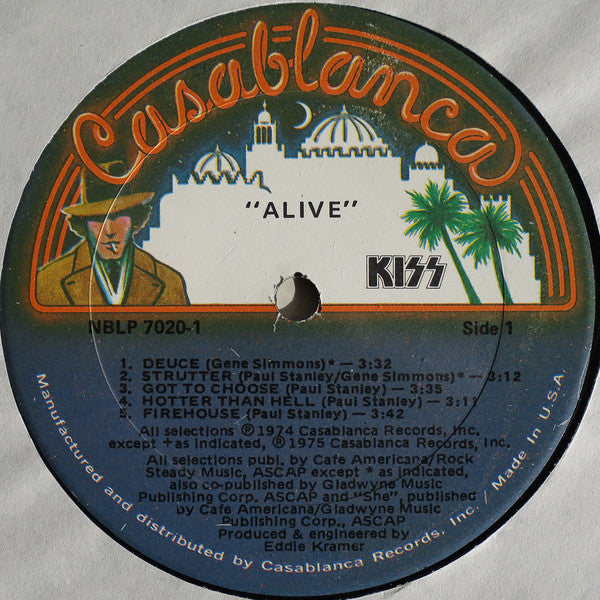 Casablanca
"ALIVE"
KISS
NBLP 7020-1
Side 1
1. DEUCE (Gene Simmons)* — 3:32
2. STRUTTER (Paul Stanley/Gene Simmons)* — 3:12
3. GOT TO CHOOSE (Paul Stanley) — 3:35
4. HOTTER THAN HELL (Paul Stanley) — 3:11
5. FIREHOUSE (Paul Stanley) — 3:42
All selections ℗ 1974 Casablanca Records, Inc.
except + as indicated, ℗ 1975 Casablanca Records, Inc.
All selections publ. by Cafe Americana/Rock
Steady Music, ASCAP except * as indicated,
also co-published by Gladwyne Music
Publishing Corp. ASCAP and "She", published
by Cafe Americana/Gladwyne Music
Publishing Corp., ASCAP
Produced & engineered by
Eddie Kramer
Manufactured and distributed by Casablanca Records, Inc. / Made In U.S.A.